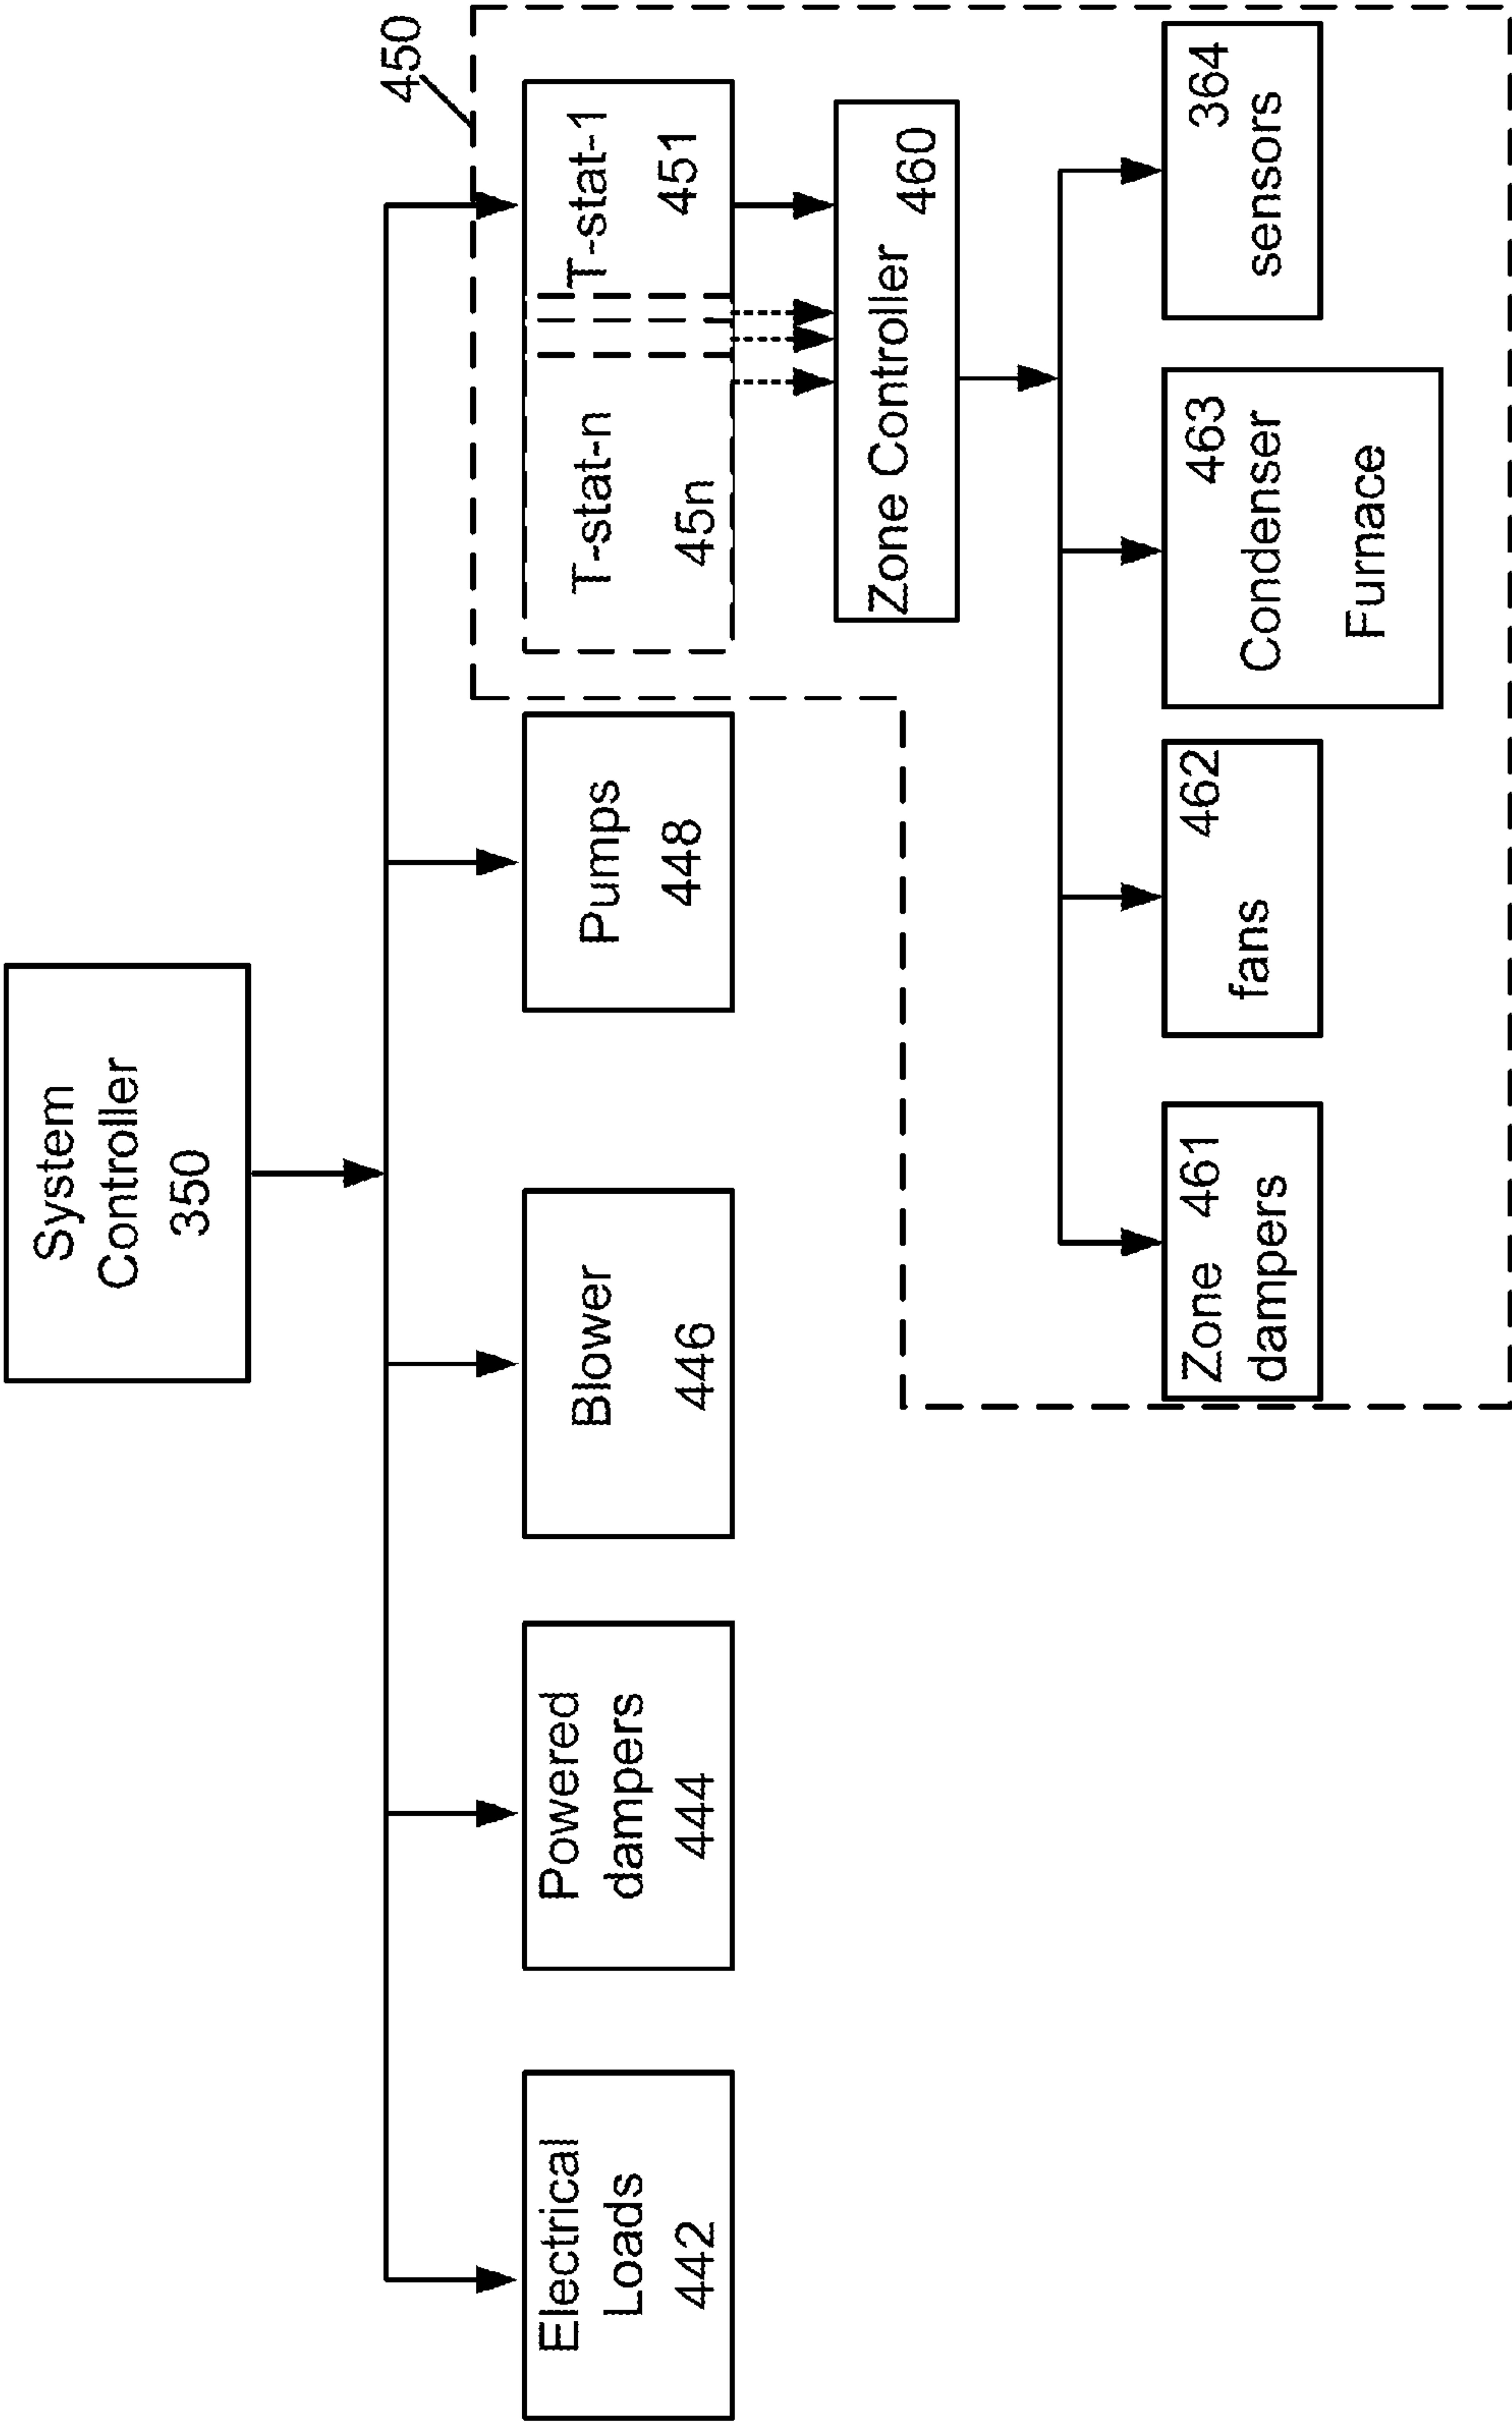 System
Controller
350
450
Electrical
Loads
442
Powered
dampers
444
Blower
446
Pumps
448
T-stat-n
45n
T-stat-1
451
Zone Controller 460
Zone 461
dampers
462
fans
463
Condenser
Furnace
364
sensors